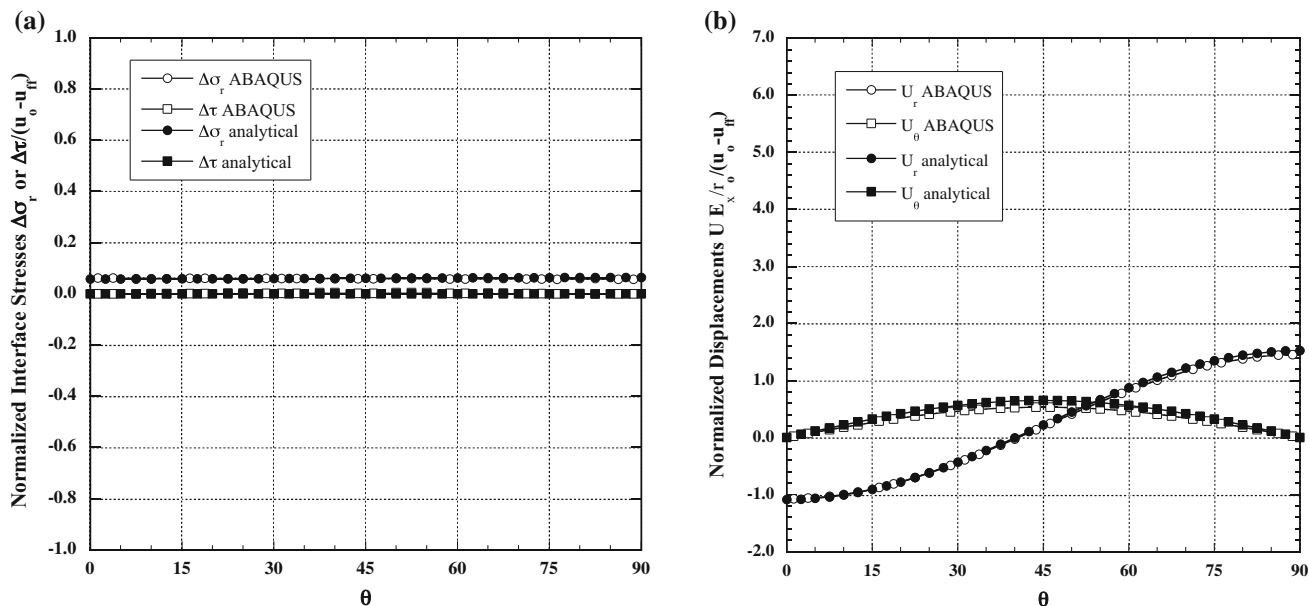 (a)
Normalized Interface Stresses Δσr or Δτ/(uo-uff)
1.0
0.8
0.6
0.4
0.2
0.0
-0.2
-0.4
-0.6
-0.8
-1.0
Δσr ABAQUS
Δτ ABAQUS
Δσr analytical
Δτ analytical
0 15 30 45 60 75 90
θ
(b)
Normalized Displacements U Ex/ro/(uo-uff)
7.0
6.0
5.0
4.0
3.0
2.0
1.0
0.0
-1.0
-2.0
Ur ABAQUS
Uθ ABAQUS
Ur analytical
Uθ analytical
0 15 30 45 60 75 90
θ